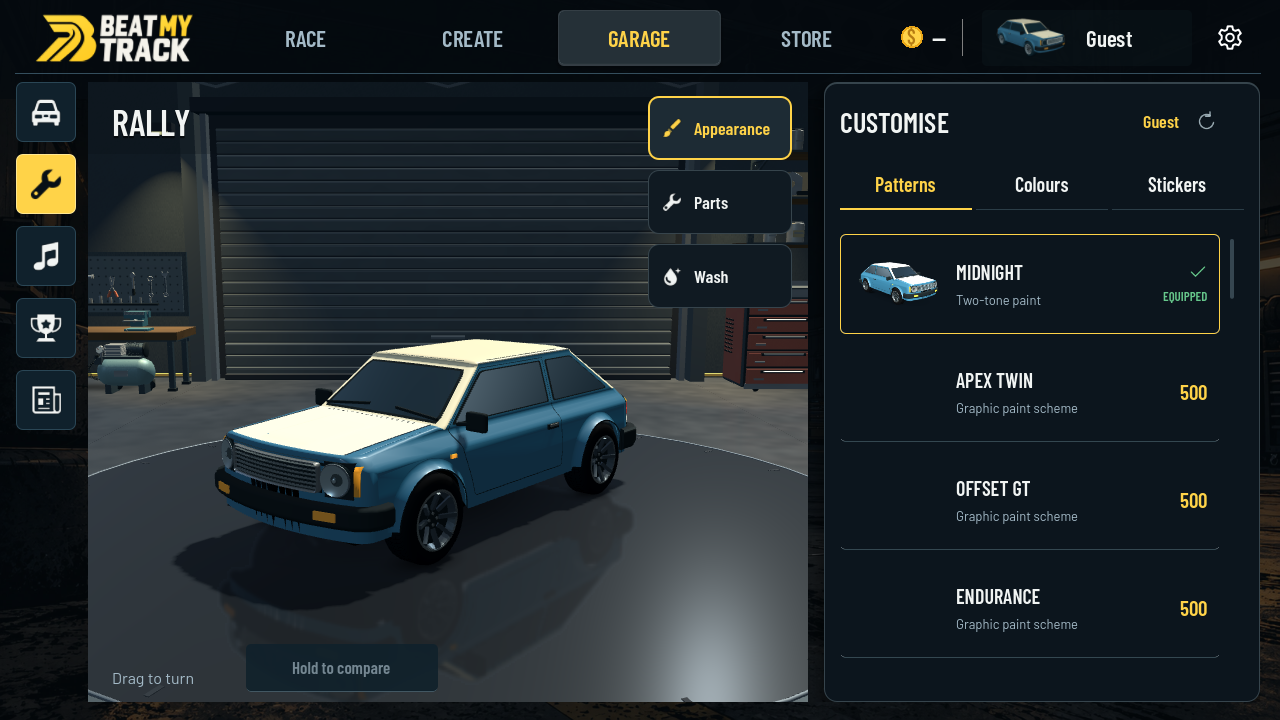 BEATMY
TRACK
RACE
CREATE
GARAGE
STORE
–
Guest
RALLY
Appearance
Parts
Wash
Hold to compare
Drag to turn
CUSTOMISE
Guest
Patterns
Colours
Stickers
MIDNIGHT
Two-tone paint
EQUIPPED
APEX TWIN
Graphic paint scheme
500
OFFSET GT
Graphic paint scheme
500
ENDURANCE
Graphic paint scheme
500